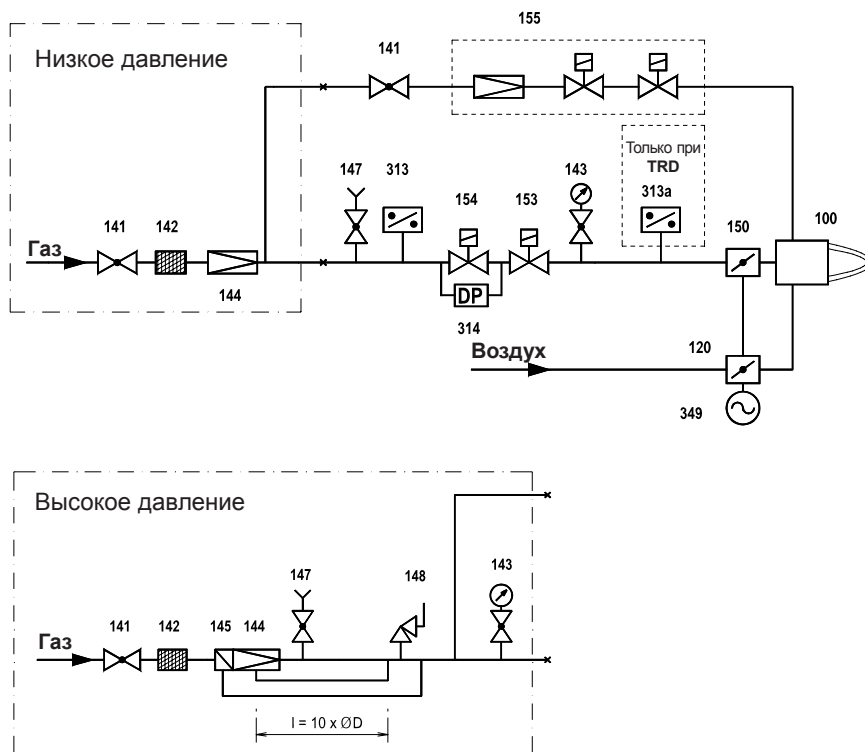 155
Низкое давление
141
Только при
TRD
147
313
154
153
143
313a
150
100
141
142
Газ
144
DP
314
Воздух
120
349
Высокое давление
147
148
143
141
142
145
144
Газ
l = 10 x ØD